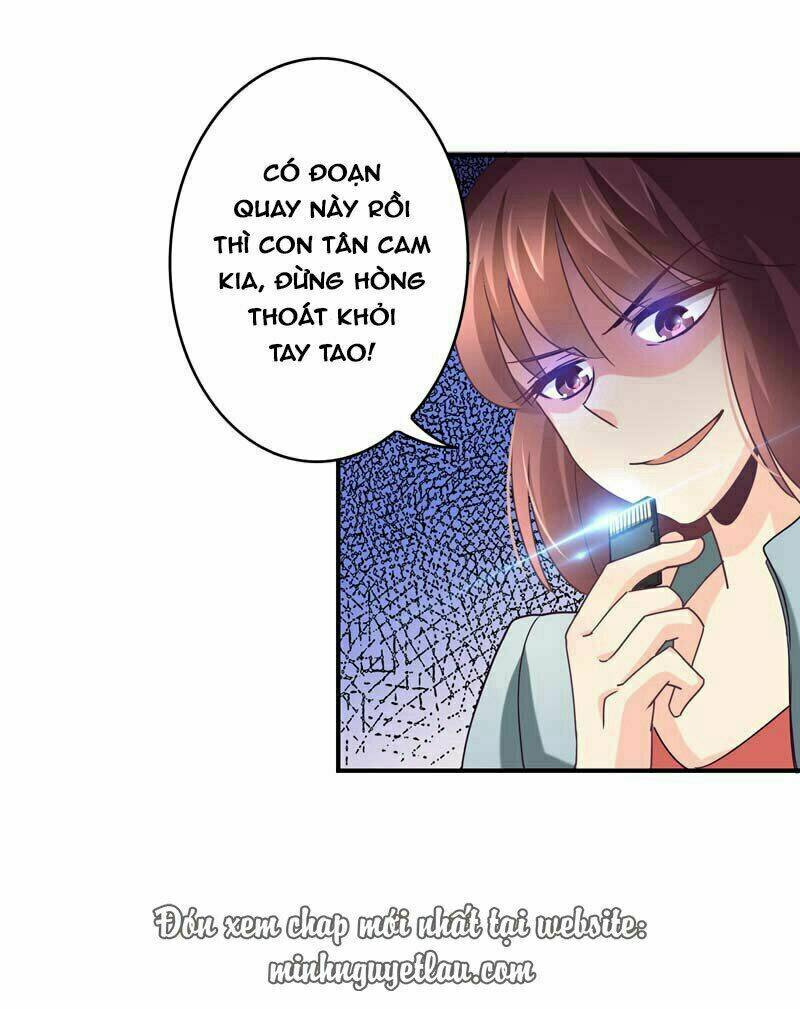 CÓ ĐOẠN
QUAY NÀY RỒI
THÌ CON TÂN CAM
KIA, ĐỪNG HÒNG
THOÁT KHỎI
TAY TAO!
Đón xem chap mới nhất tại website:
minhnguyetlau.com